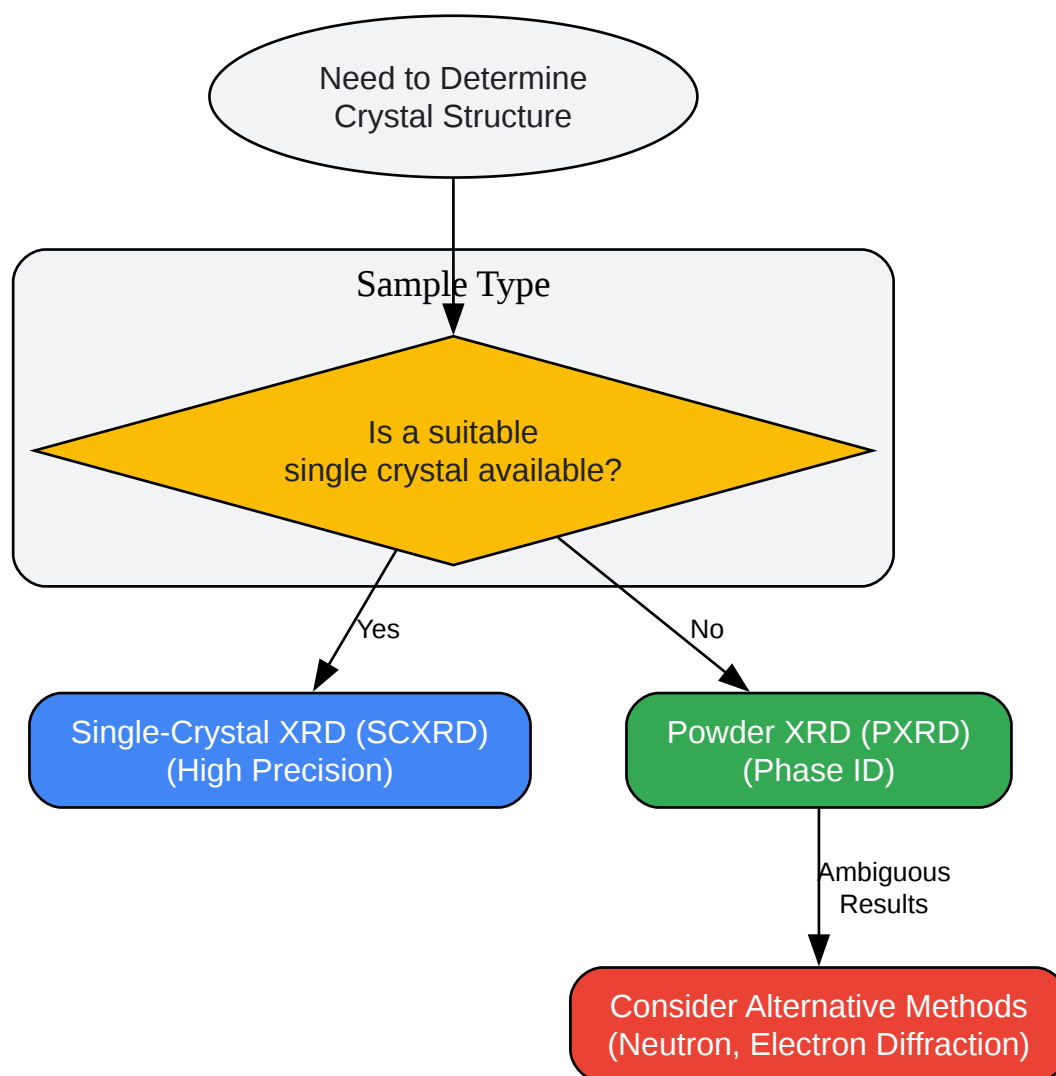 Need to Determine
Crystal Structure
Sample Type
Is a suitable
single crystal available?
Yes
No
Single-Crystal XRD (SCXRD)
(High Precision)
Powder XRD (PXRD)
(Phase ID)
Ambiguous
Results
Consider Alternative Methods
(Neutron, Electron Diffraction)